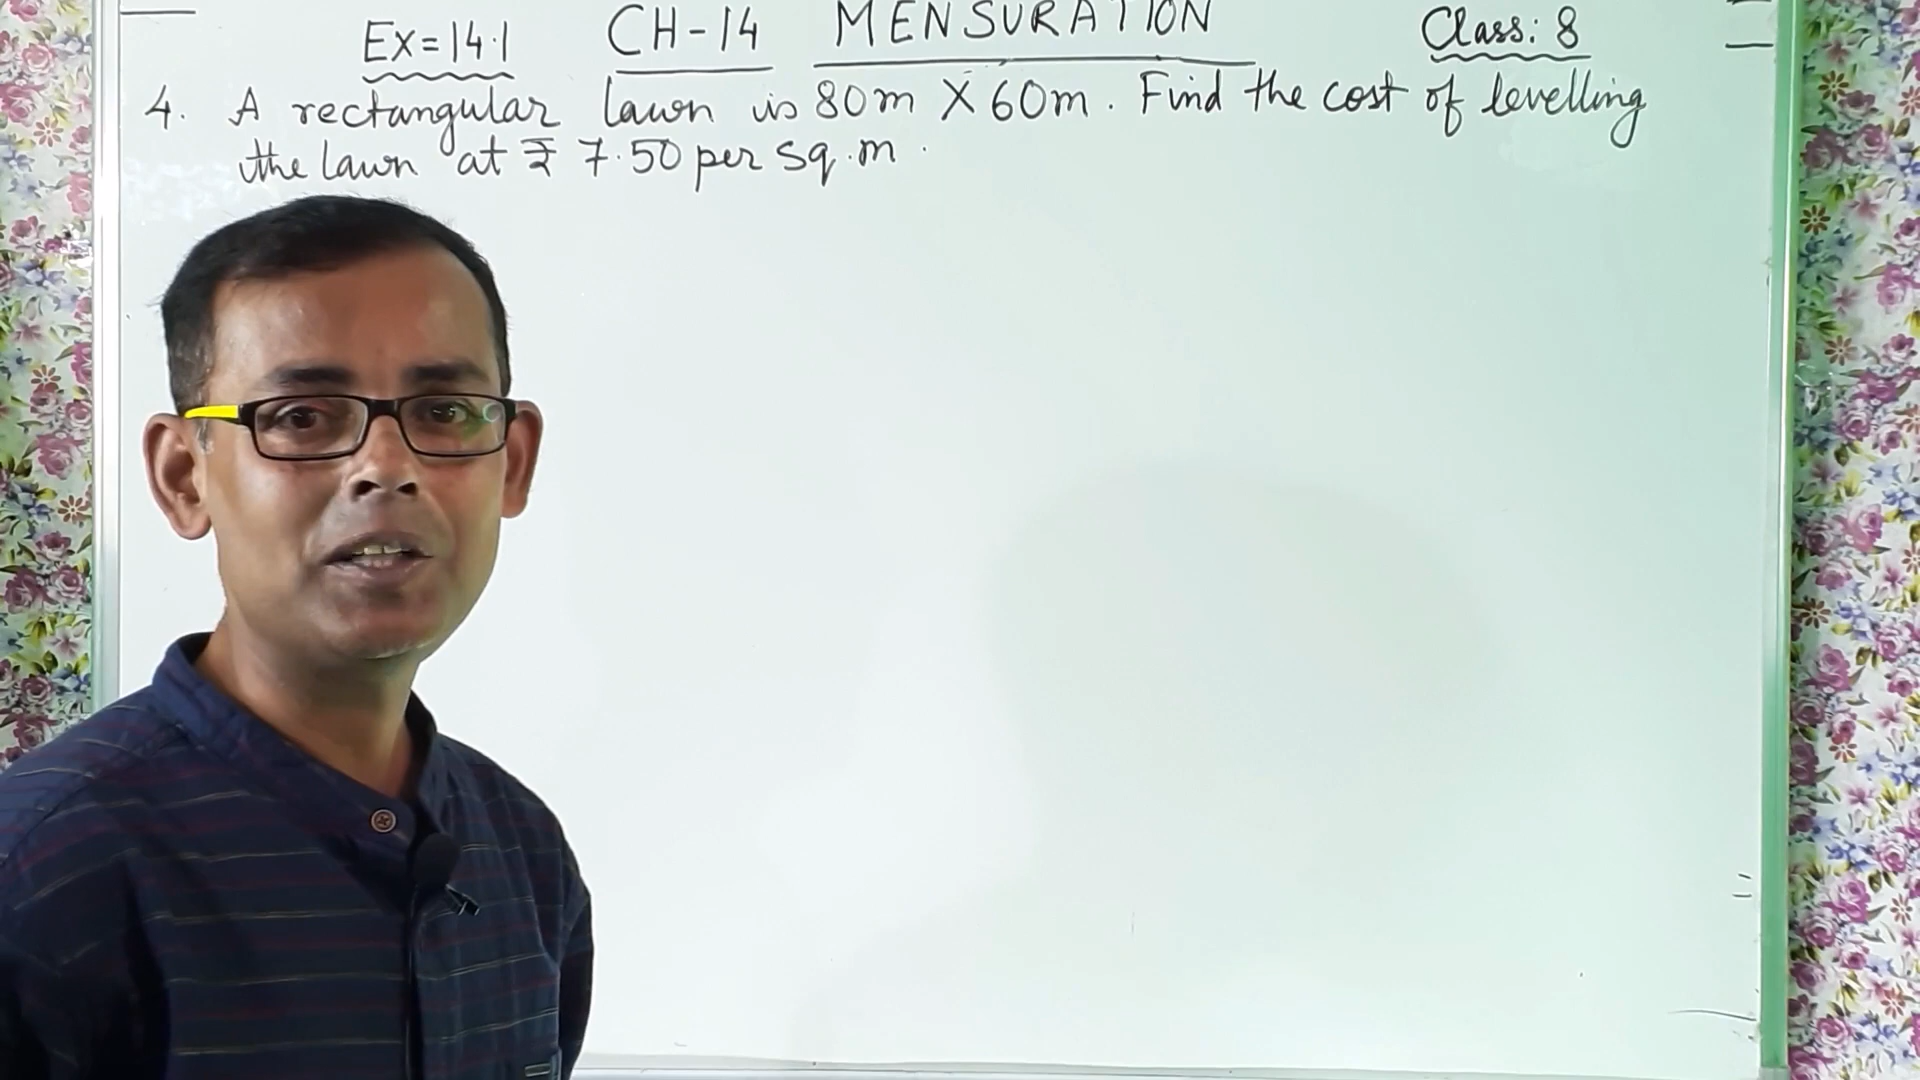 Ex=14.1 CH-14 MENSURATION Class: 8
4. A rectangular lawn is 80m X 60m. Find the cost of levelling
the lawn at ₹ 7.50 per sq.m.